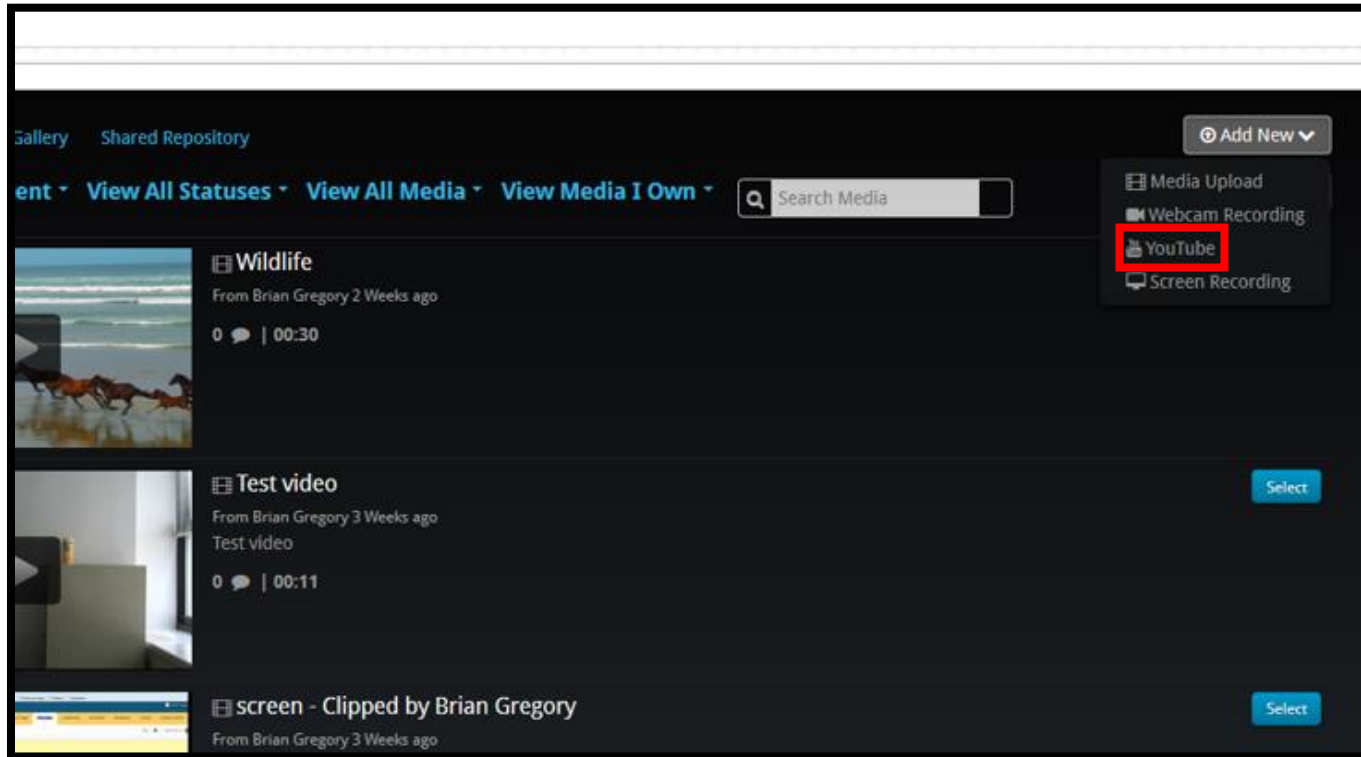 Gallery Shared Repository
Add New
ent View All Statuses View All Media View Media I Own Search Media
Media Upload
Webcam Recording
YouTube
Screen Recording
Wildlife
From Brian Gregory 2 Weeks ago
0 | 00:30
Test video
Select
From Brian Gregory 3 Weeks ago
Test video
0 | 00:11
screen - Clipped by Brian Gregory
Select
From Brian Gregory 3 Weeks ago